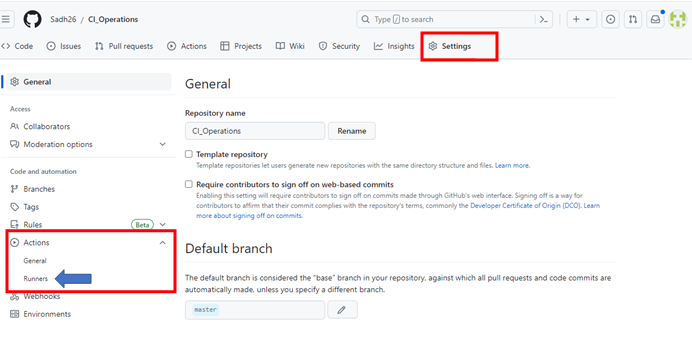 Sadh26 / CI_Operations
Type / to search
Code
Issues
Pull requests
Actions
Projects
Wiki
Security
Insights
Settings
General
Access
Collaborators
Moderation options
Code and automation
Branches
Tags
Rules Beta
Actions
General
Runners
Webhooks
Environments
General
Repository name
CI_Operations
Rename
Template repository
Template repositories let users generate new repositories with the same directory structure and files. Learn more.
Require contributors to sign off on web-based commits
Enabling this setting will require contributors to sign off on commits made through GitHub's web interface. Signing off is a way for
contributors to affirm that their commit complies with the repository's terms, commonly the Developer Certificate of Origin (DCO). Learn
more about signing off on commits.
Default branch
The default branch is considered the "base" branch in your repository, against which all pull requests and code commits are
automatically made, unless you specify a different branch.
master